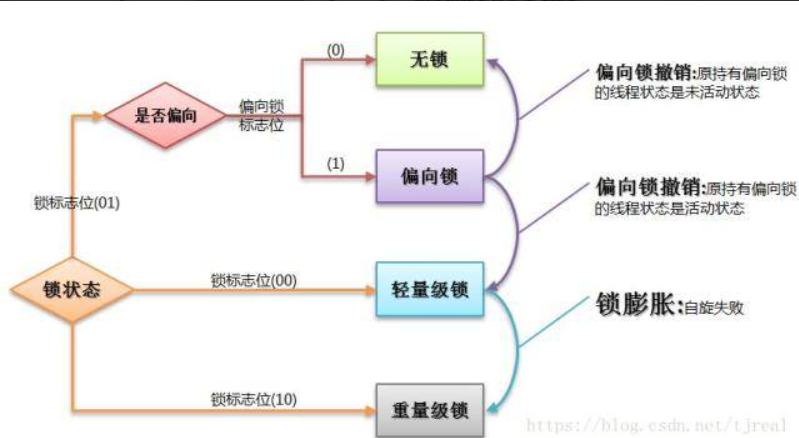 (0)
无锁
偏向锁撤销:原持有偏向锁
的线程状态是未活动状态
是否偏向
偏向锁
标志位
(1)
偏向锁
偏向锁撤销:原持有偏向锁
的线程状态是活动状态
锁标志位(01)
锁状态
锁标志位(00)
轻量级锁
锁膨胀:自旋失败
锁标志位(10)
重量级锁
https://blog.csdn.net/tjreal